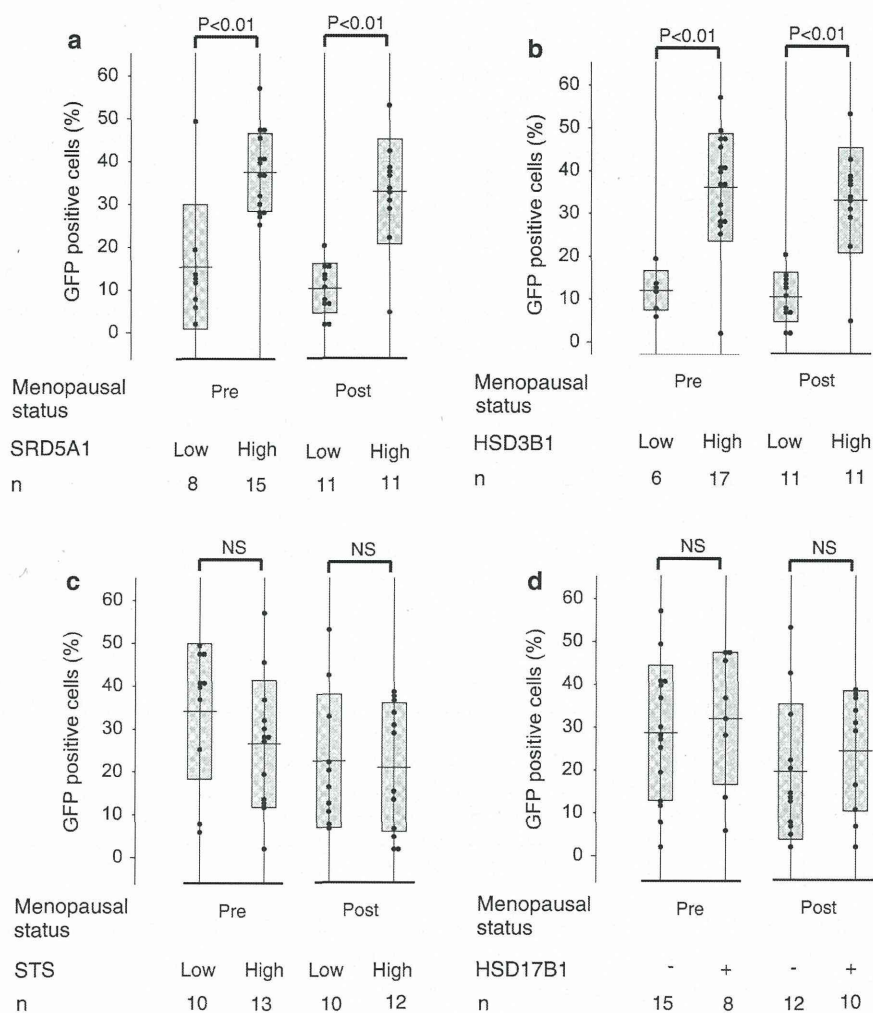 a
P<0.01 P<0.01
GFP positive cells (%)
60
50
40
30
20
10
0
Menopausal status
Pre Post
SRD5A1 Low High Low High
n 8 15 11 11
b
P<0.01 P<0.01
GFP positive cells (%)
60
50
40
30
20
10
0
Menopausal status
Pre Post
HSD3B1 Low High Low High
n 6 17 11 11
c
NS NS
GFP positive cells (%)
60
50
40
30
20
10
0
Menopausal status
Pre Post
STS Low High Low High
n 10 13 10 12
d
NS NS
GFP positive cells (%)
60
50
40
30
20
10
0
Menopausal status
Pre Post
HSD17B1 - + - +
n 15 8 12 10